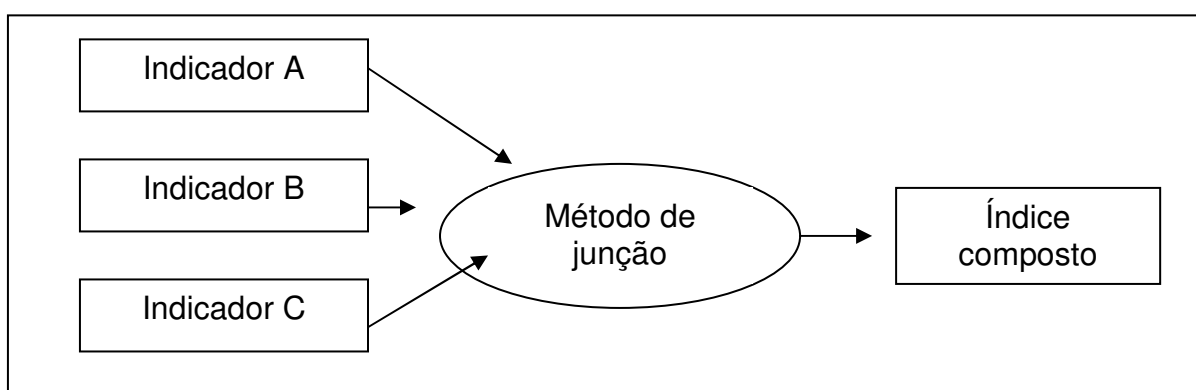 Indicador A
Indicador B
Indicador C
Método de
junção
Índice
composto